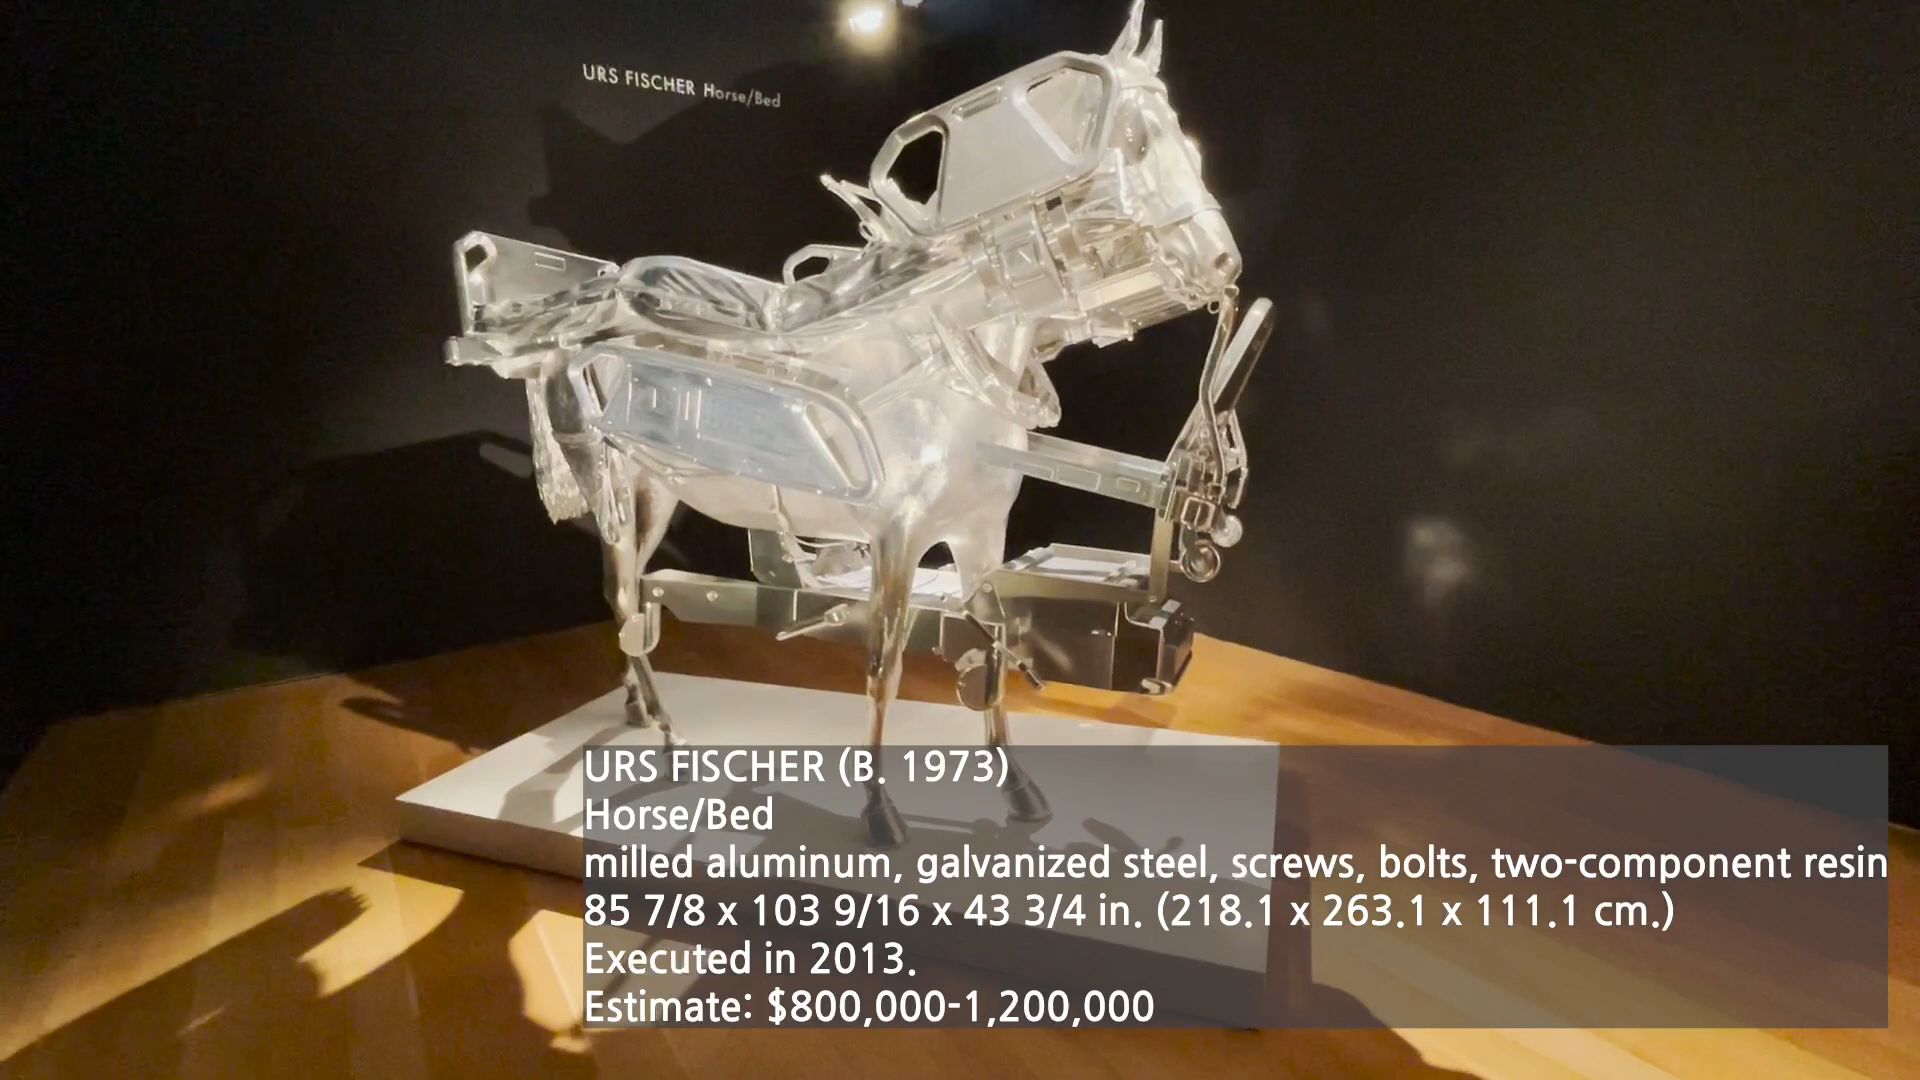 URS FISCHER Horse/Bed
URS FISCHER (B. 1973)
Horse/Bed
milled aluminum, galvanized steel, screws, bolts, two-component resin
85 7/8 x 103 9/16 x 43 3/4 in. (218.1 x 263.1 x 111.1 cm.)
Executed in 2013.
Estimate: $800,000-1,200,000